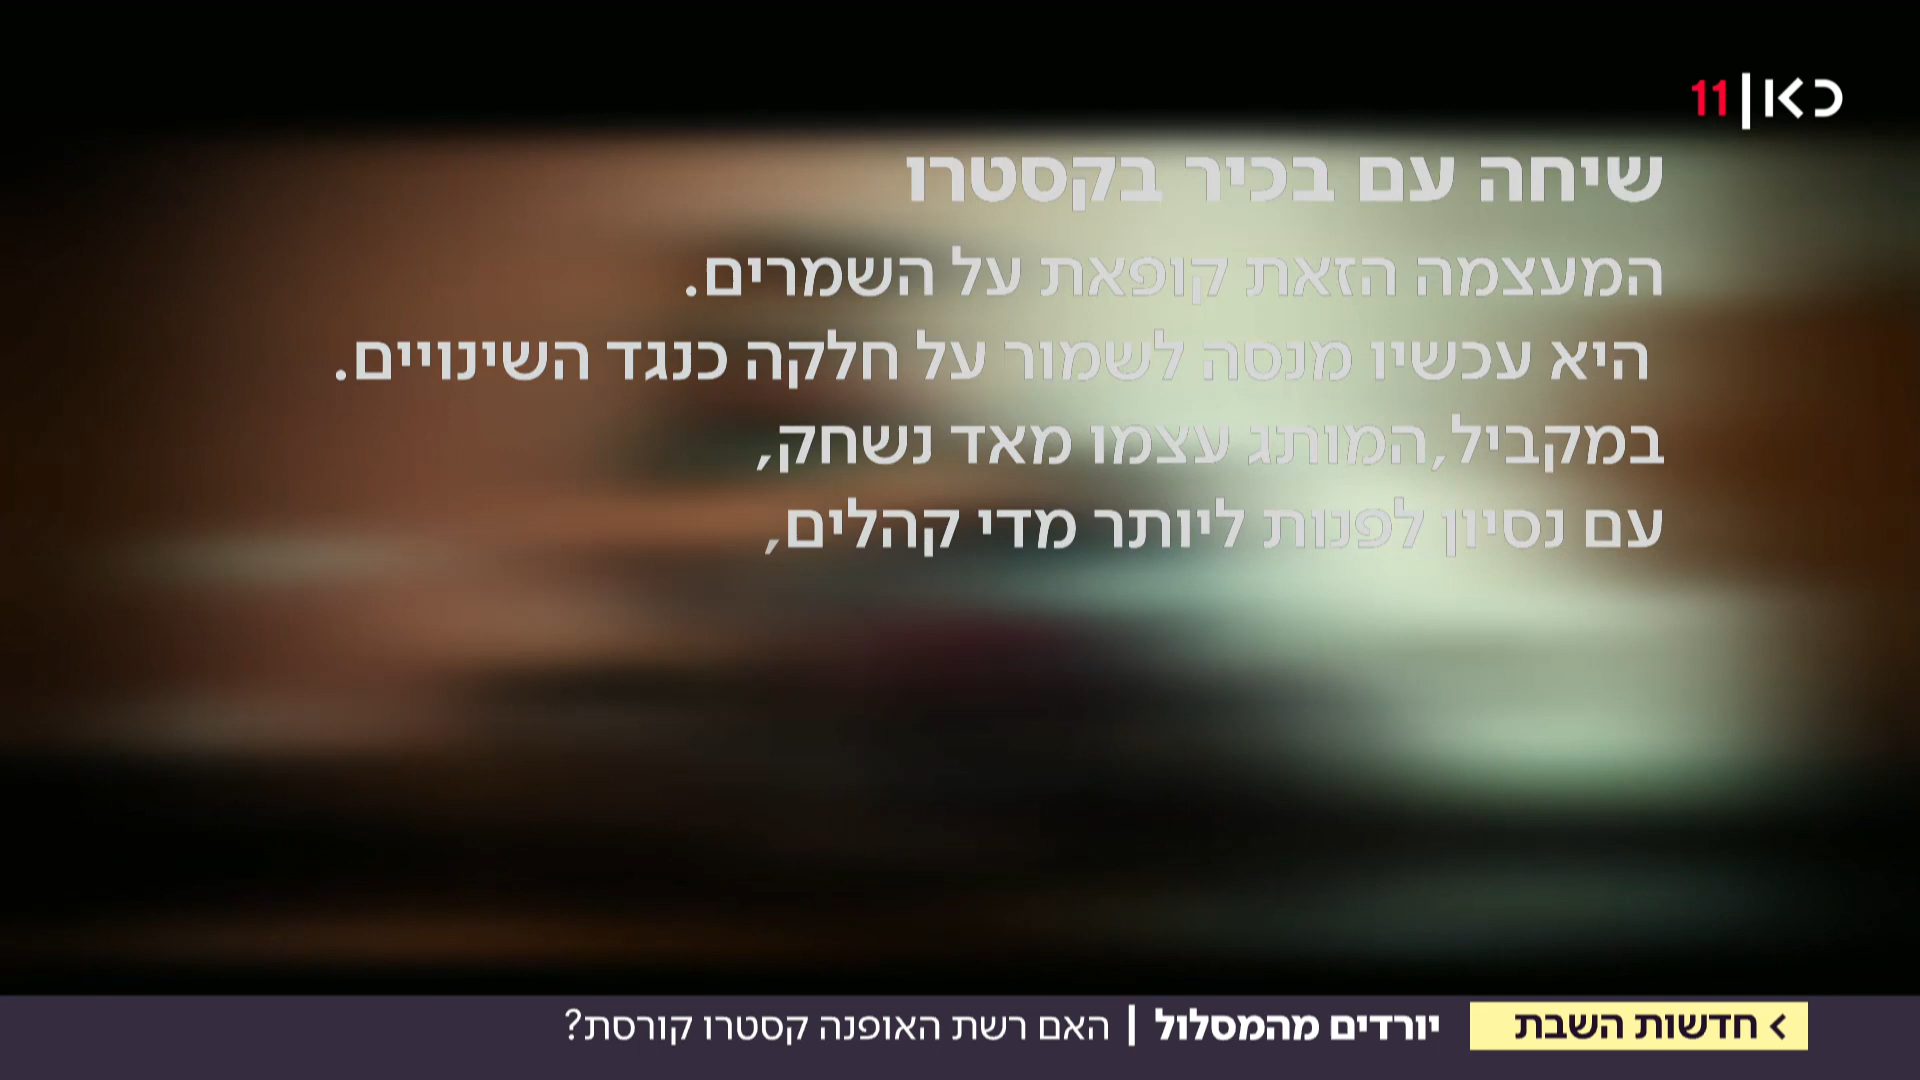 כאן | 11
שיחה עם בכיר בקסטרו
המעצמה הזאת קופאת על השמרים.
היא עכשיו מנסה לשמור על חלקה כנגד השינויים.
במקביל,המותג עצמו מאד נשחק,
עם נסיון לפנות ליותר מדי קהלים,
> חדשות השבת
יורדים מהמסלול | האם רשת האופנה קסטרו קורסת?